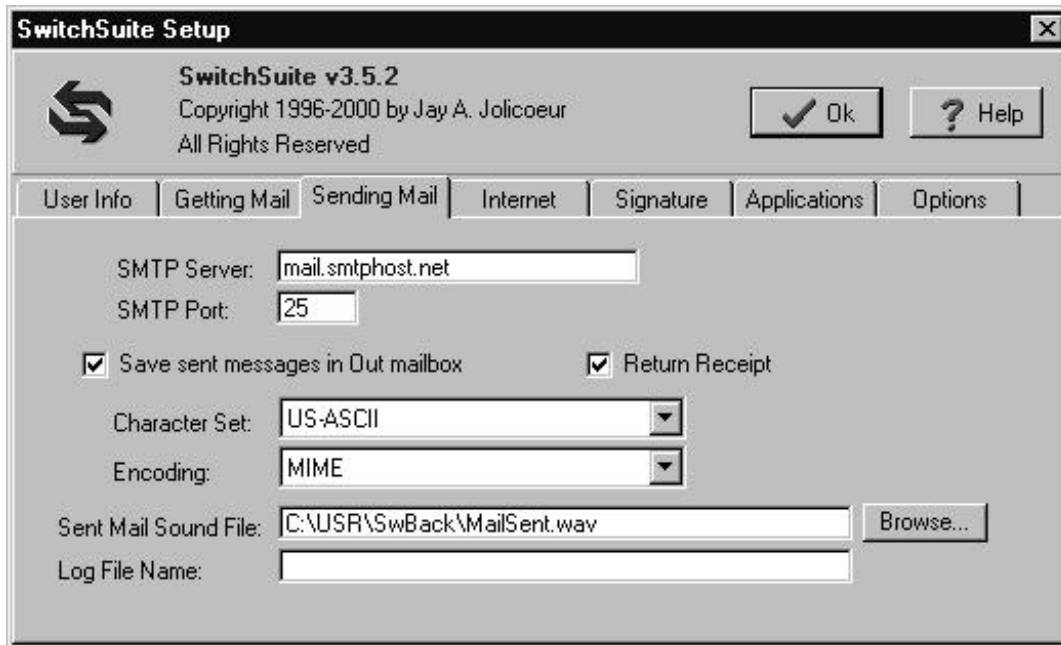 SwitchSuite Setup
SwitchSuite v3.5.2
Copyright 1996-2000 by Jay A. Jolicoeur
All Rights Reserved
Ok
? Help
User Info Getting Mail Sending Mail Internet Signature Applications Options
SMTP Server: mail.smtphost.net
SMTP Port: 25
Save sent messages in Out mailbox Return Receipt
Character Set: US-ASCII
Encoding: MIME
Sent Mail Sound File: C:\USR\SwBack\MailSent.wav Browse...
Log File Name: